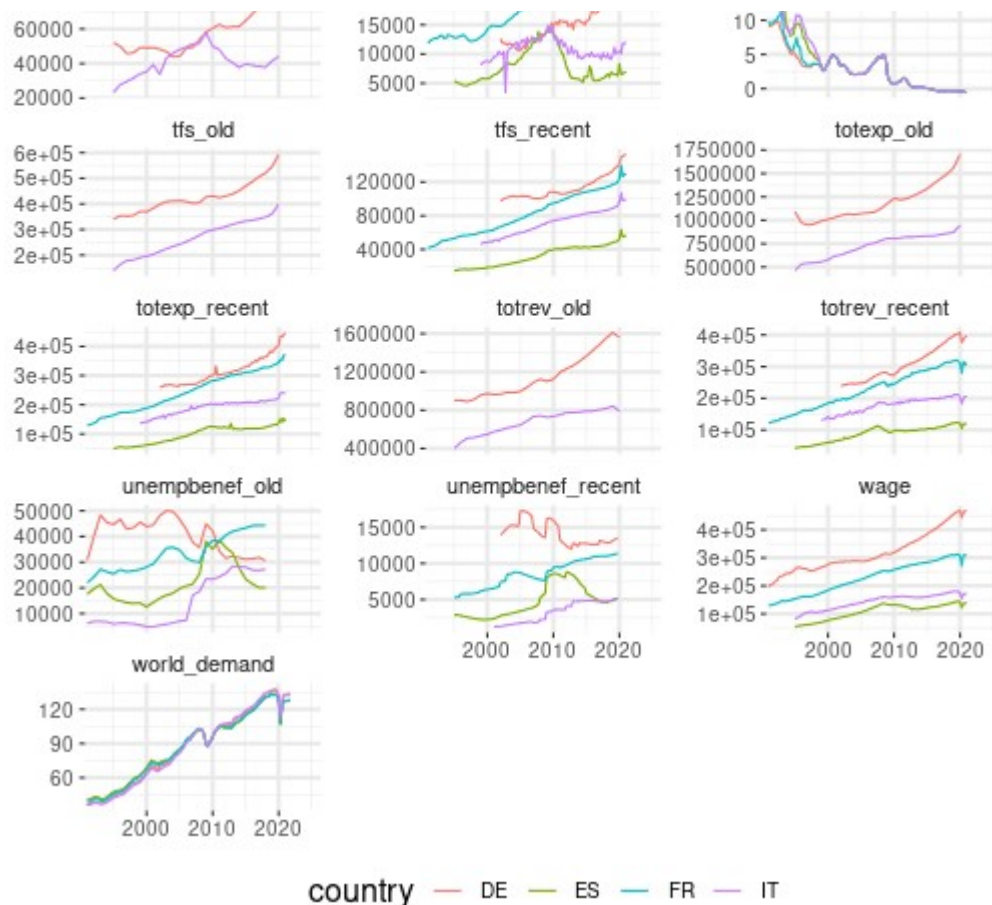 60000
40000
20000
15000
10000
5000
10
5
0
tfs_old
tfs_recent
totexp_old
6e+05
5e+05
4e+05
3e+05
2e+05
120000
80000
40000
1750000
1500000
1250000
1000000
750000
500000
totexp_recent
totrev_old
totrev_recent
4e+05
3e+05
2e+05
1e+05
1600000
1200000
800000
400000
4e+05
3e+05
2e+05
1e+05
unempbenef_old
unempbenef_recent
wage
50000
40000
30000
20000
10000
15000
10000
5000
4e+05
3e+05
2e+05
1e+05
2000 2010 2020
2000 2010 2020
world_demand
120
90
60
2000 2010 2020
country DE ES FR IT